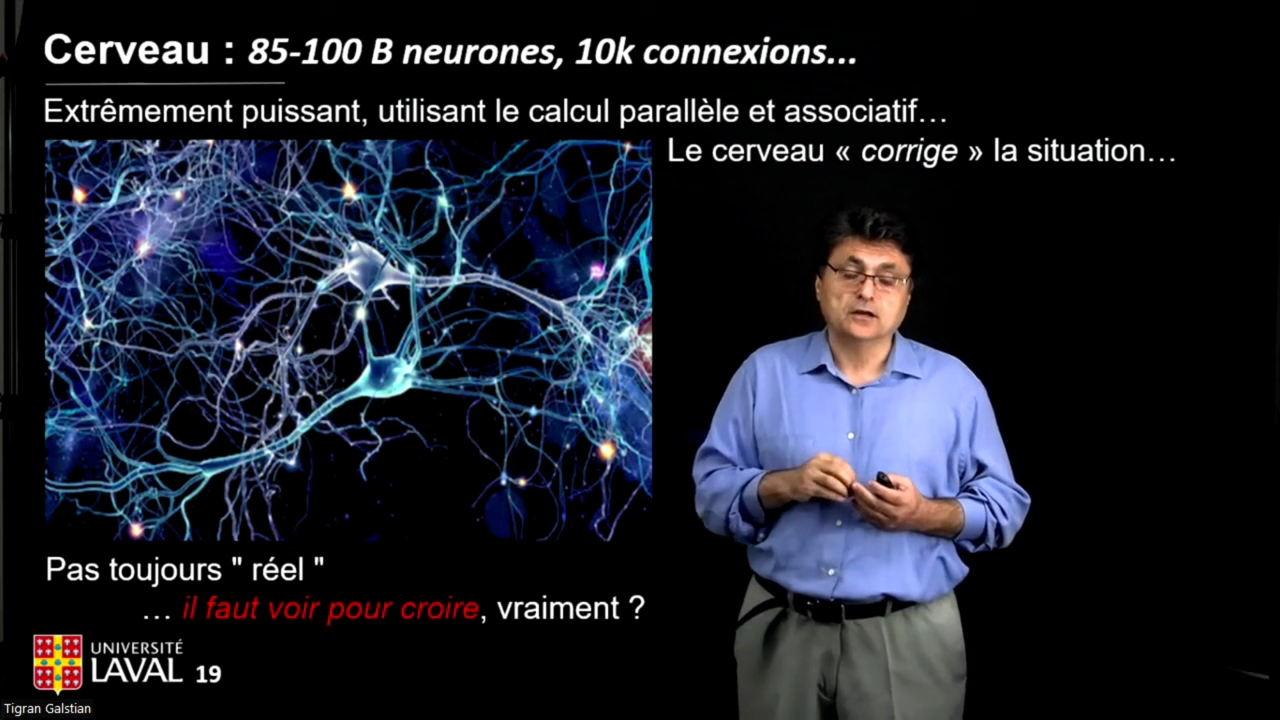 Cerveau : 85-100 B neurones, 10k connexions...
Extrêmement puissant, utilisant le calcul parallèle et associatif…
Le cerveau « corrige » la situation…
Pas toujours " réel "
… il faut voir pour croire, vraiment ?
UNIVERSITÉ
LAVAL 19
Tigran Galstian